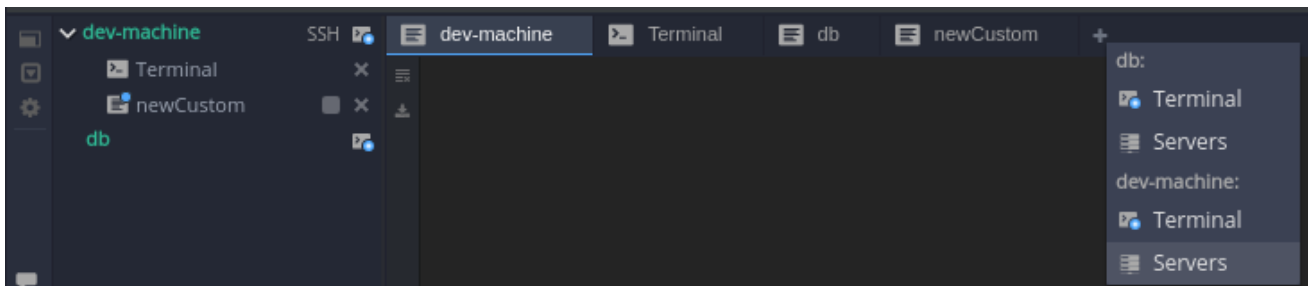 dev-machine SSH
Terminal
newCustom
db
dev-machine Terminal db newCustom +
db:
Terminal
Servers
dev-machine:
Terminal
Servers